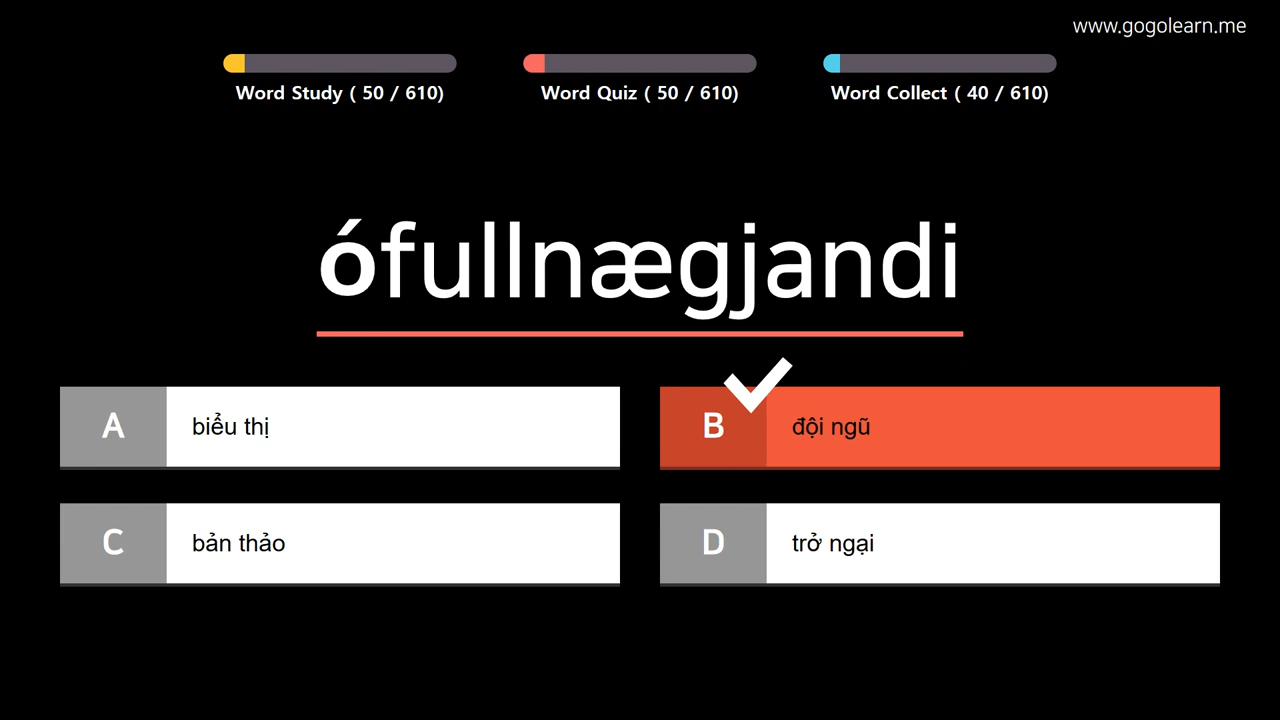 www.gogolearn.me
Word Study ( 50 / 610)
Word Quiz ( 50 / 610)
Word Collect ( 40 / 610)
ófullnægjandi
A
biểu thị
B
đội ngũ
C
bản thảo
D
trở ngại